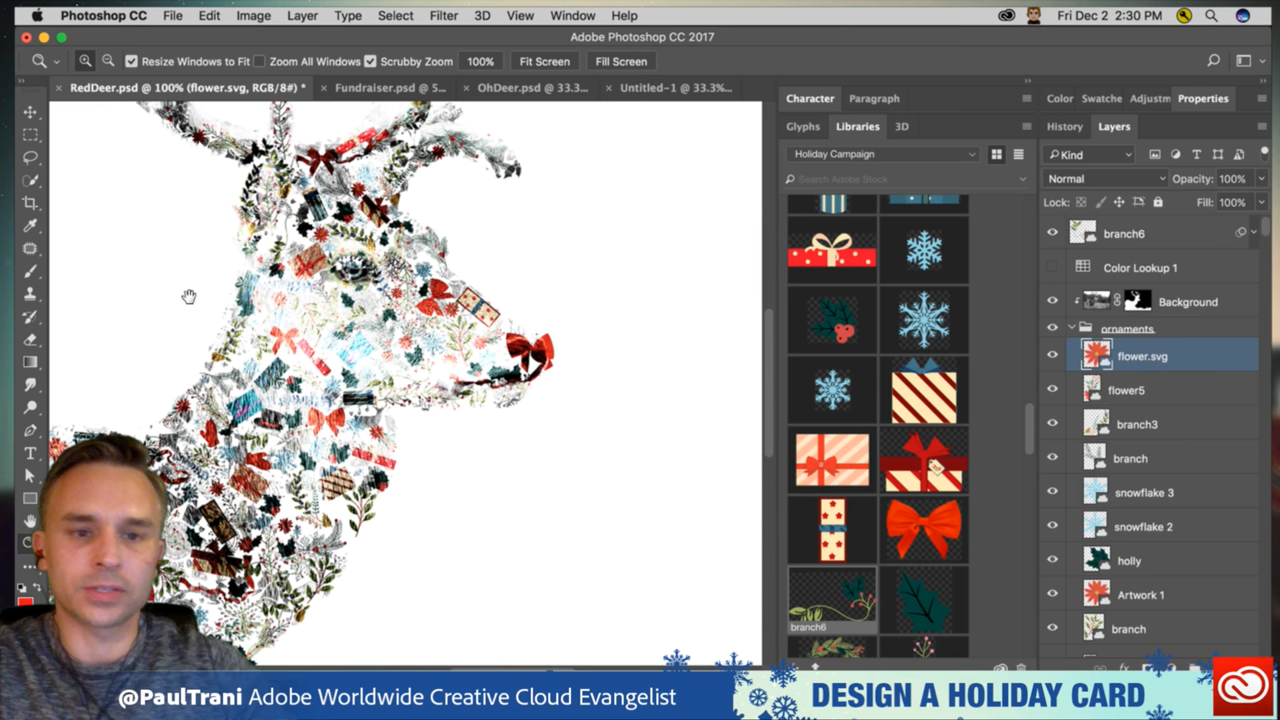 Photoshop CC File Edit Image Layer Type Select Filter 3D View Window Help Fri Dec 2 2:30 PM
Adobe Photoshop CC 2017
Resize Windows to Fit Zoom All Windows Scrubby Zoom 100% Fit Screen Fill Screen
RedDeer.psd @ 100% (flower.svg, RGB/8#) * Fundraiser.psd @ 5... OhDeer.psd @ 33.3... Untitled-1 @ 33.3%...
Character Paragraph
Glyphs Libraries 3D
Holiday Campaign
Search Adobe Stock
branch6
Color Swatche Adjustm Properties
History Layers
Kind
Normal Opacity: 100%
Lock: Fill: 100%
branch6
Color Lookup 1
Background
ornaments
flower.svg
flower5
branch3
branch
snowflake 3
snowflake 2
holly
Artwork 1
branch
@PaulTrani Adobe Worldwide Creative Cloud Evangelist
DESIGN A HOLIDAY CARD